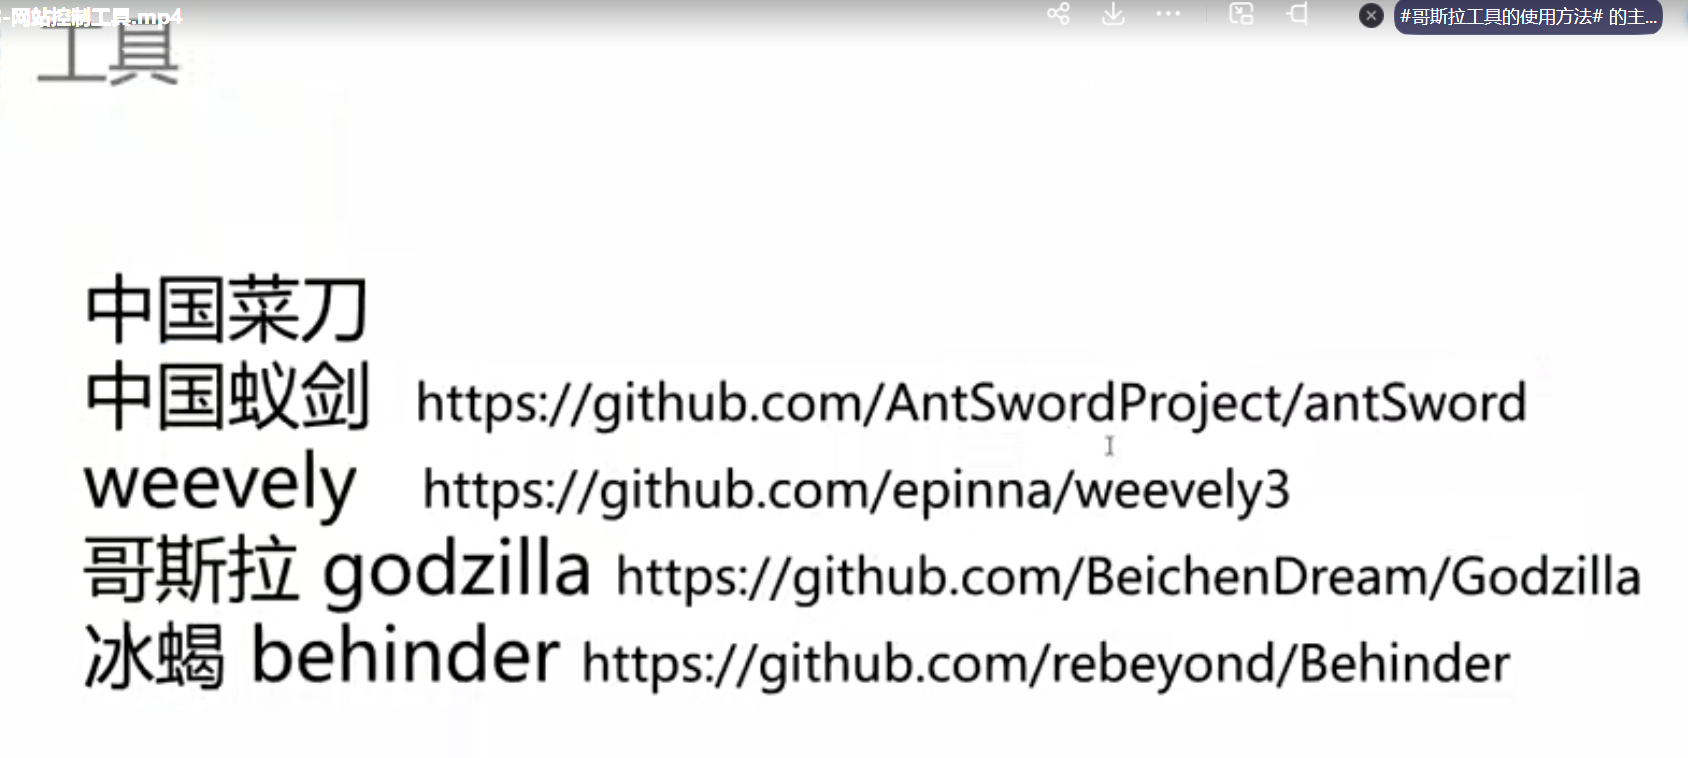 -网站控制工具.mp4
#哥斯拉工具的使用方法# 的主...
工具
中国菜刀
中国蚁剑 https://github.com/AntSwordProject/antSword
weevely https://github.com/epinna/weevely3
哥斯拉 godzilla https://github.com/BeichenDream/Godzilla
冰蝎 behinder https://github.com/rebeyond/Behinder